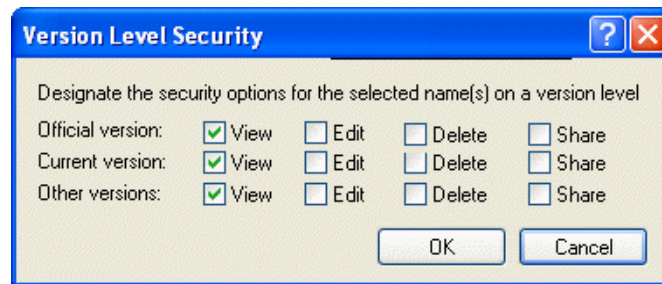 Version Level Security
Designate the security options for the selected name(s) on a version level
Official version: View Edit Delete Share
Current version: View Edit Delete Share
Other versions: View Edit Delete Share
OK Cancel